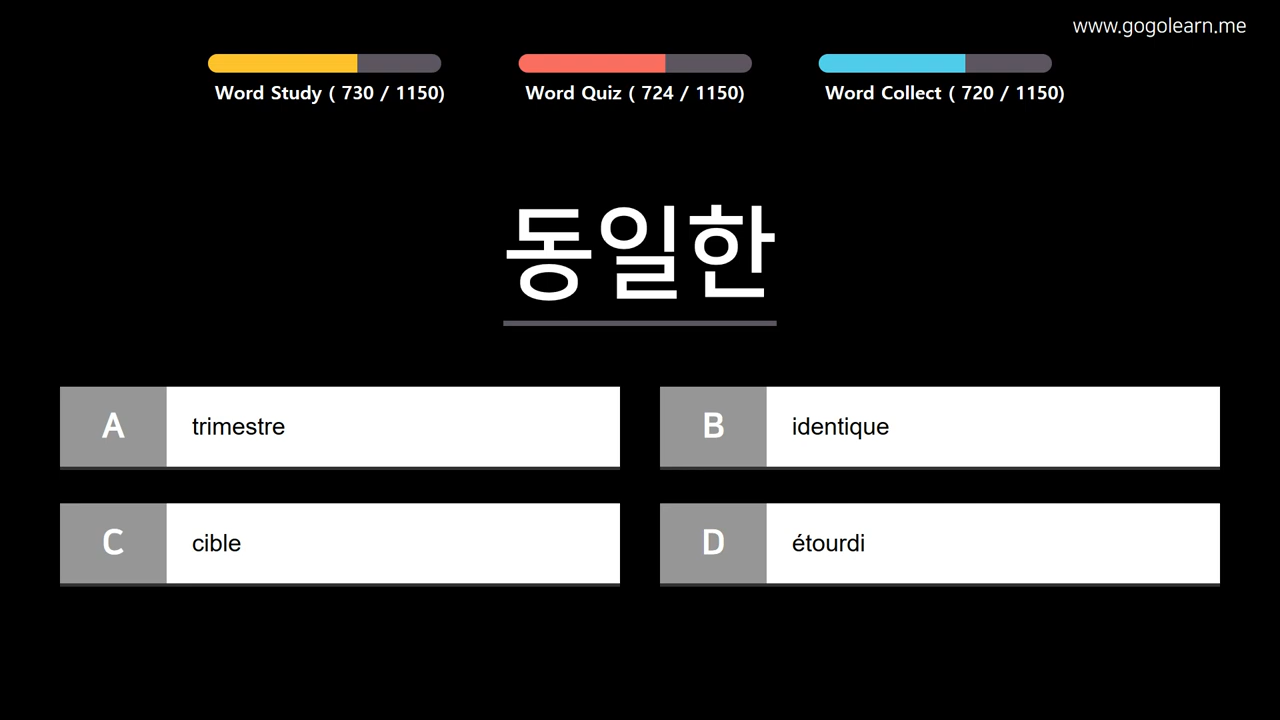 www.gogolearn.me
Word Study ( 730 / 1150)
Word Quiz ( 724 / 1150)
Word Collect ( 720 / 1150)
동일한
A trimestre
B identique
C cible
D étourdi